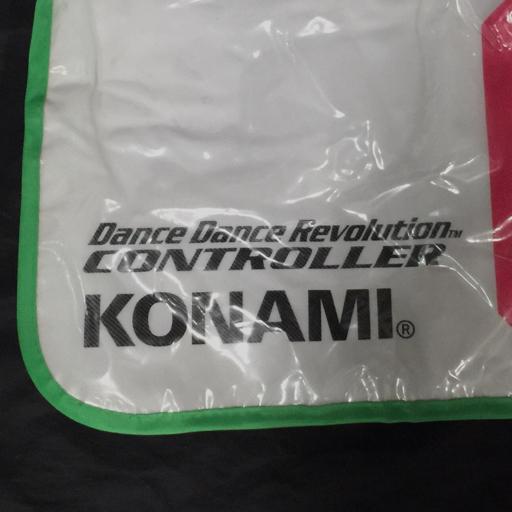 Dance Dance Revolution™
CONTROLLER
KONAMI®